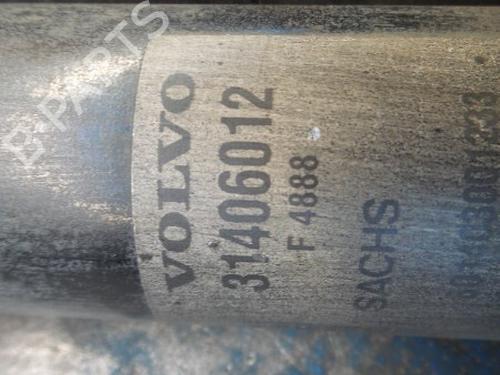 VOLVO
31406012
F 4888
SACHS
B-PARTS